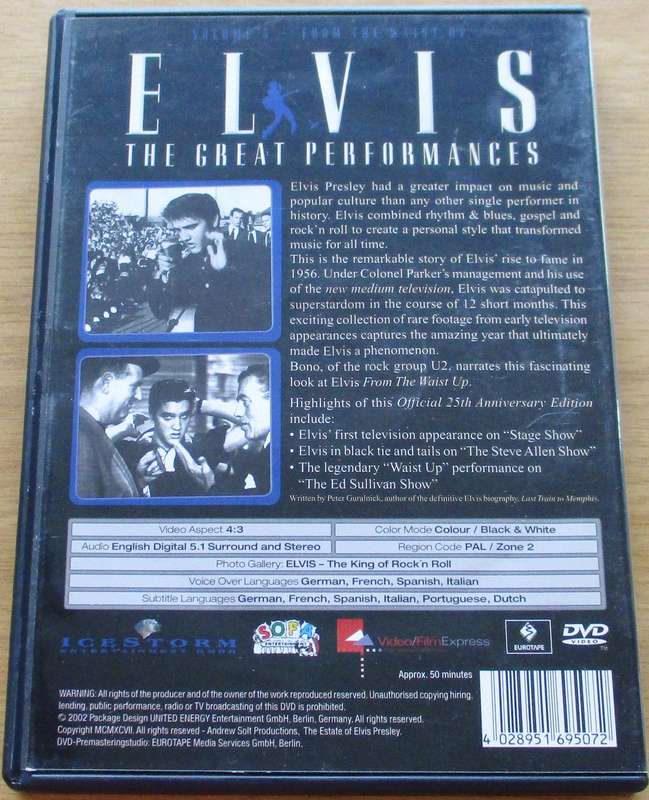 VOLUME 3 - FROM THE WAIST UP
ELVIS
THE GREAT PERFORMANCES
Elvis Presley had a greater impact on music and
popular culture than any other single performer in
history. Elvis combined rhythm & blues, gospel and
rock'n roll to create a personal style that transformed
music for all time.
This is the remarkable story of Elvis' rise to fame in
1956. Under Colonel Parker's management and his use
of the new medium television, Elvis was catapulted to
superstardom in the course of 12 short months. This
exciting collection of rare footage from early television
appearances captures the amazing year that ultimately
made Elvis a phenomenon.
Bono, of the rock group U2, narrates this fascinating
look at Elvis From The Waist Up.
Highlights of this Official 25th Anniversary Edition
include:
• Elvis' first television appearance on "Stage Show"
• Elvis in black tie and tails on "The Steve Allen Show"
• The legendary "Waist Up" performance on
"The Ed Sullivan Show"
Written by Peter Guralnick, author of the definitive Elvis biography, Last Train to Memphis.
Video Aspect 4:3
Color Mode Colour / Black & White
Audio English Digital 5.1 Surround and Stereo
Region Code PAL / Zone 2
Photo Gallery: ELVIS - The King of Rock'n Roll
Voice Over Languages German, French, Spanish, Italian
Subtitle Languages German, French, Spanish, Italian, Portuguese, Dutch
ICESTORM
ENTERTAINMENT GMBH
SOFA
ENTERTAINMENT
Video/FilmExpress
EUROTAPE
DVD
VIDEO
TM
Approx. 50 minutes
WARNING: All rights of the producer and of the owner of the work reproduced reserved. Unauthorised copying hiring,
lending, public performance, radio or TV broadcasting of this DVD is prohibited.
© 2002 Package Design UNITED ENERGY Entertainment GmbH, Berlin, Germany. All rights reserved.
Copyright MCMXCVII. All rights reserved - Andrew Solt Productions, The Estate of Elvis Presley.
DVD-Premasteringstudio: EUROTAPE Media Services GmbH, Berlin.
4 028951 695072